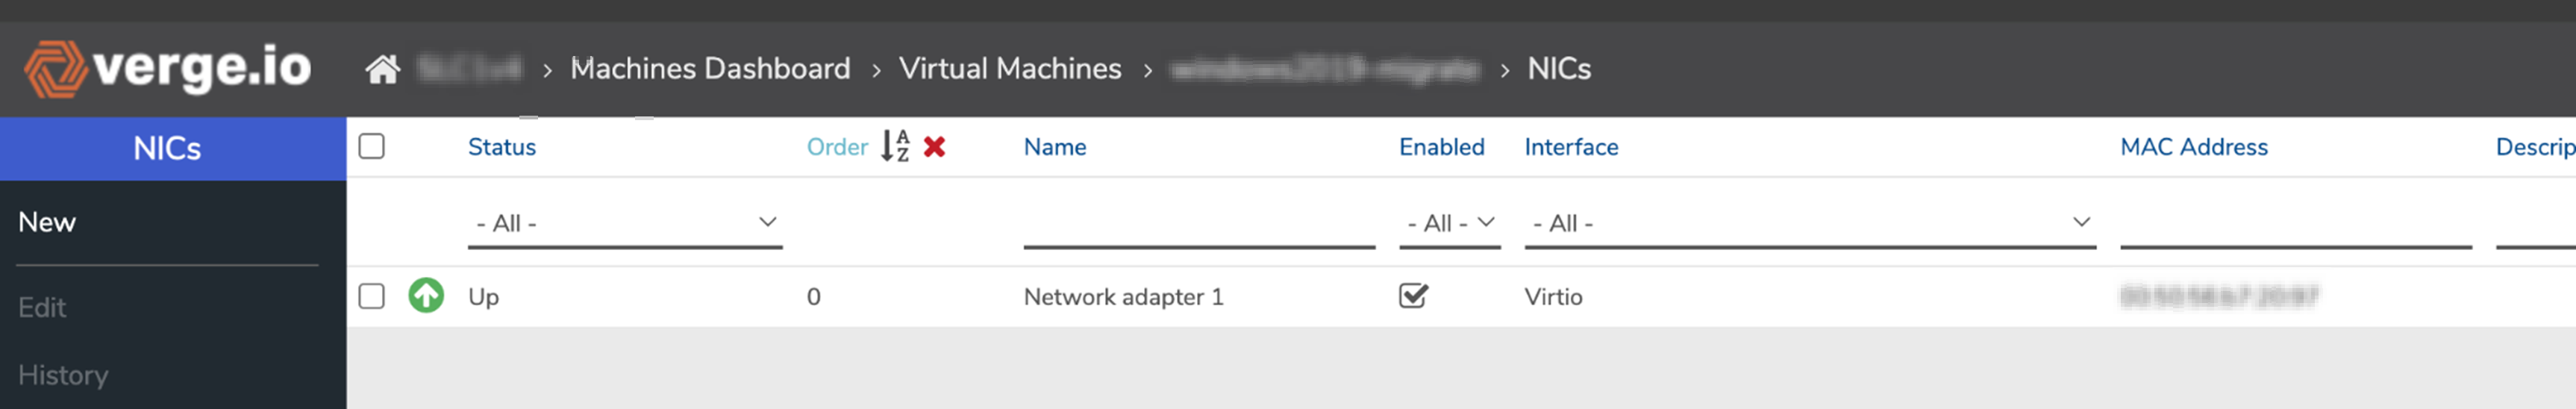 verge.io > Machines Dashboard > Virtual Machines > > NICs
NICs Status Order AZ Name Enabled Interface MAC Address Descrip
New - All - - All - - All -
Up 0 Network adapter 1 Virtio
Edit
History